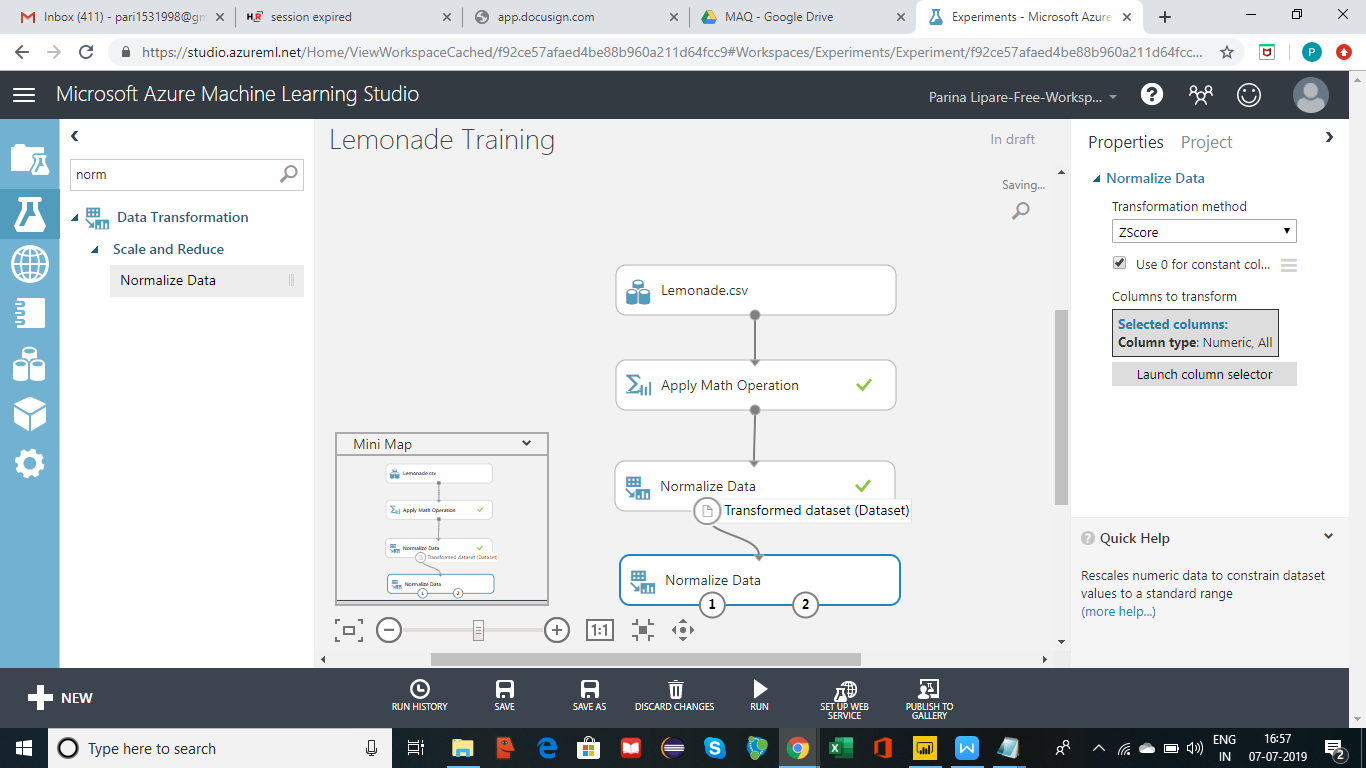 Inbox (411) - pari1531998@gm
session expired
app.docusign.com
MAQ - Google Drive
Experiments - Microsoft Azure
https://studio.azureml.net/Home/ViewWorkspaceCached/f92ce57afaed4be88b960a211d64fcc9#Workspaces/Experiments/Experiment/f92ce57afaed4be88b960a211d64fcc...
P
Microsoft Azure Machine Learning Studio
Parina Lipare-Free-Worksp...
norm
Data Transformation
Scale and Reduce
Normalize Data
Lemonade Training
In draft
Saving...
Lemonade.csv
Apply Math Operation
Normalize Data
Transformed dataset (Dataset)
Normalize Data
1
2
Mini Map
Lemonade.csv
Apply Math Operation
Normalize Data
Transformed dataset (Dataset)
Normalize Data
1
2
1:1
Properties
Project
Normalize Data
Transformation method
ZScore
Use 0 for constant col...
Columns to transform
Selected columns:
Column type: Numeric, All
Launch column selector
Quick Help
Rescales numeric data to constrain dataset
values to a standard range
(more help...)
NEW
RUN HISTORY
SAVE
SAVE AS
DISCARD CHANGES
RUN
SET UP WEB
SERVICE
PUBLISH TO
GALLERY
Type here to search
ENG
IN
16:57
07-07-2019
2